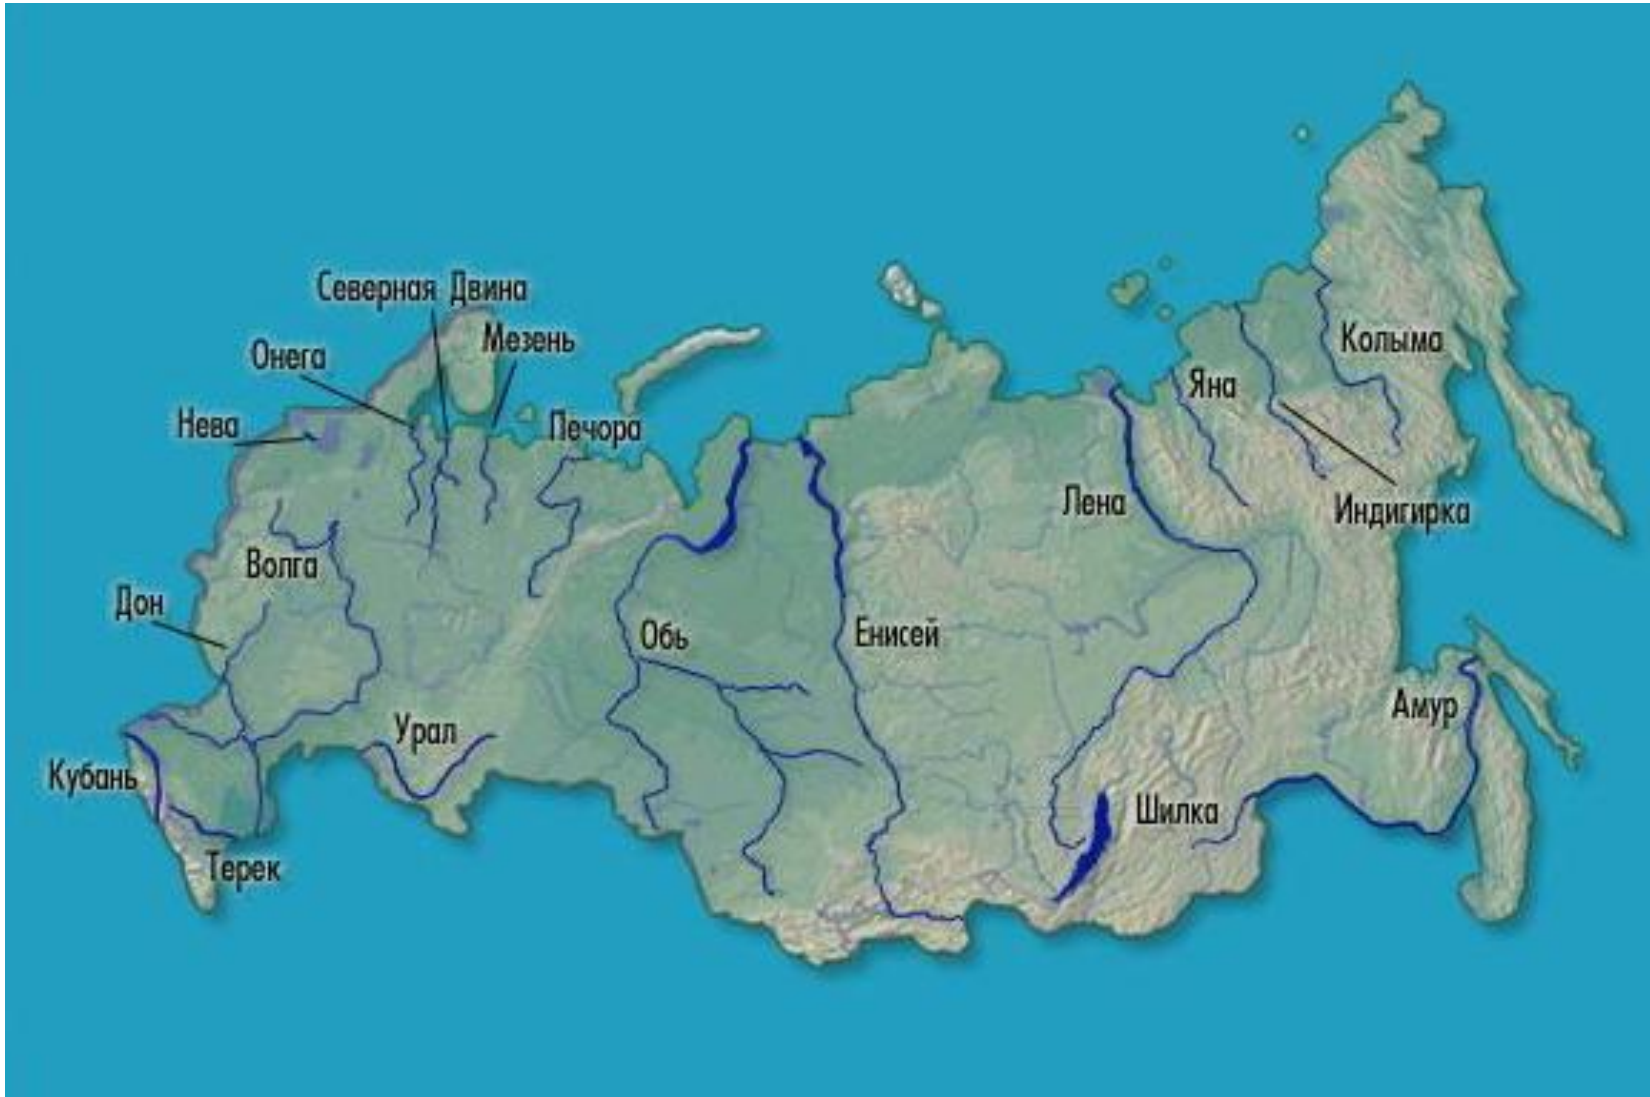 Северная Двина
Мезень
Онега
Нева
Печора
Колыма
Яна
Лена
Индигирка
Волга
Дон
Обь
Енисей
Амур
Урал
Кубань
Шилка
Терек